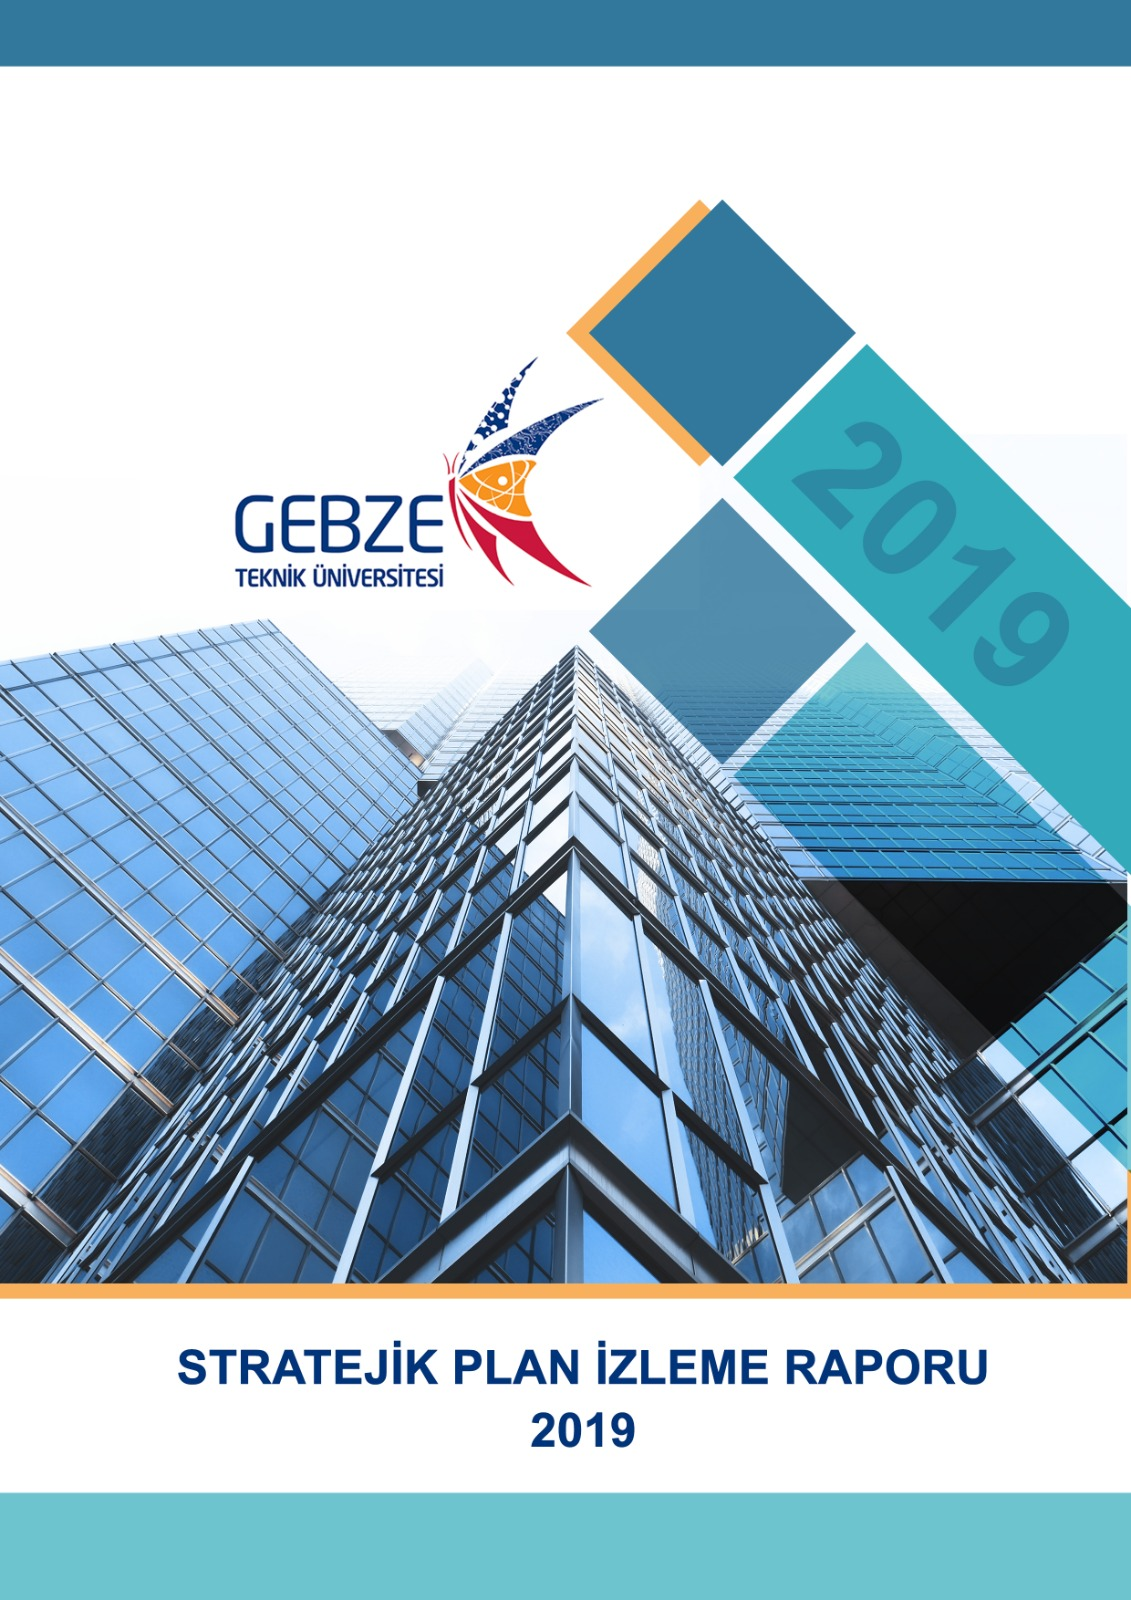 2019
GEBZE
TEKNİK ÜNİVERSİTESİ
STRATEJİK PLAN İZLEME RAPORU
2019